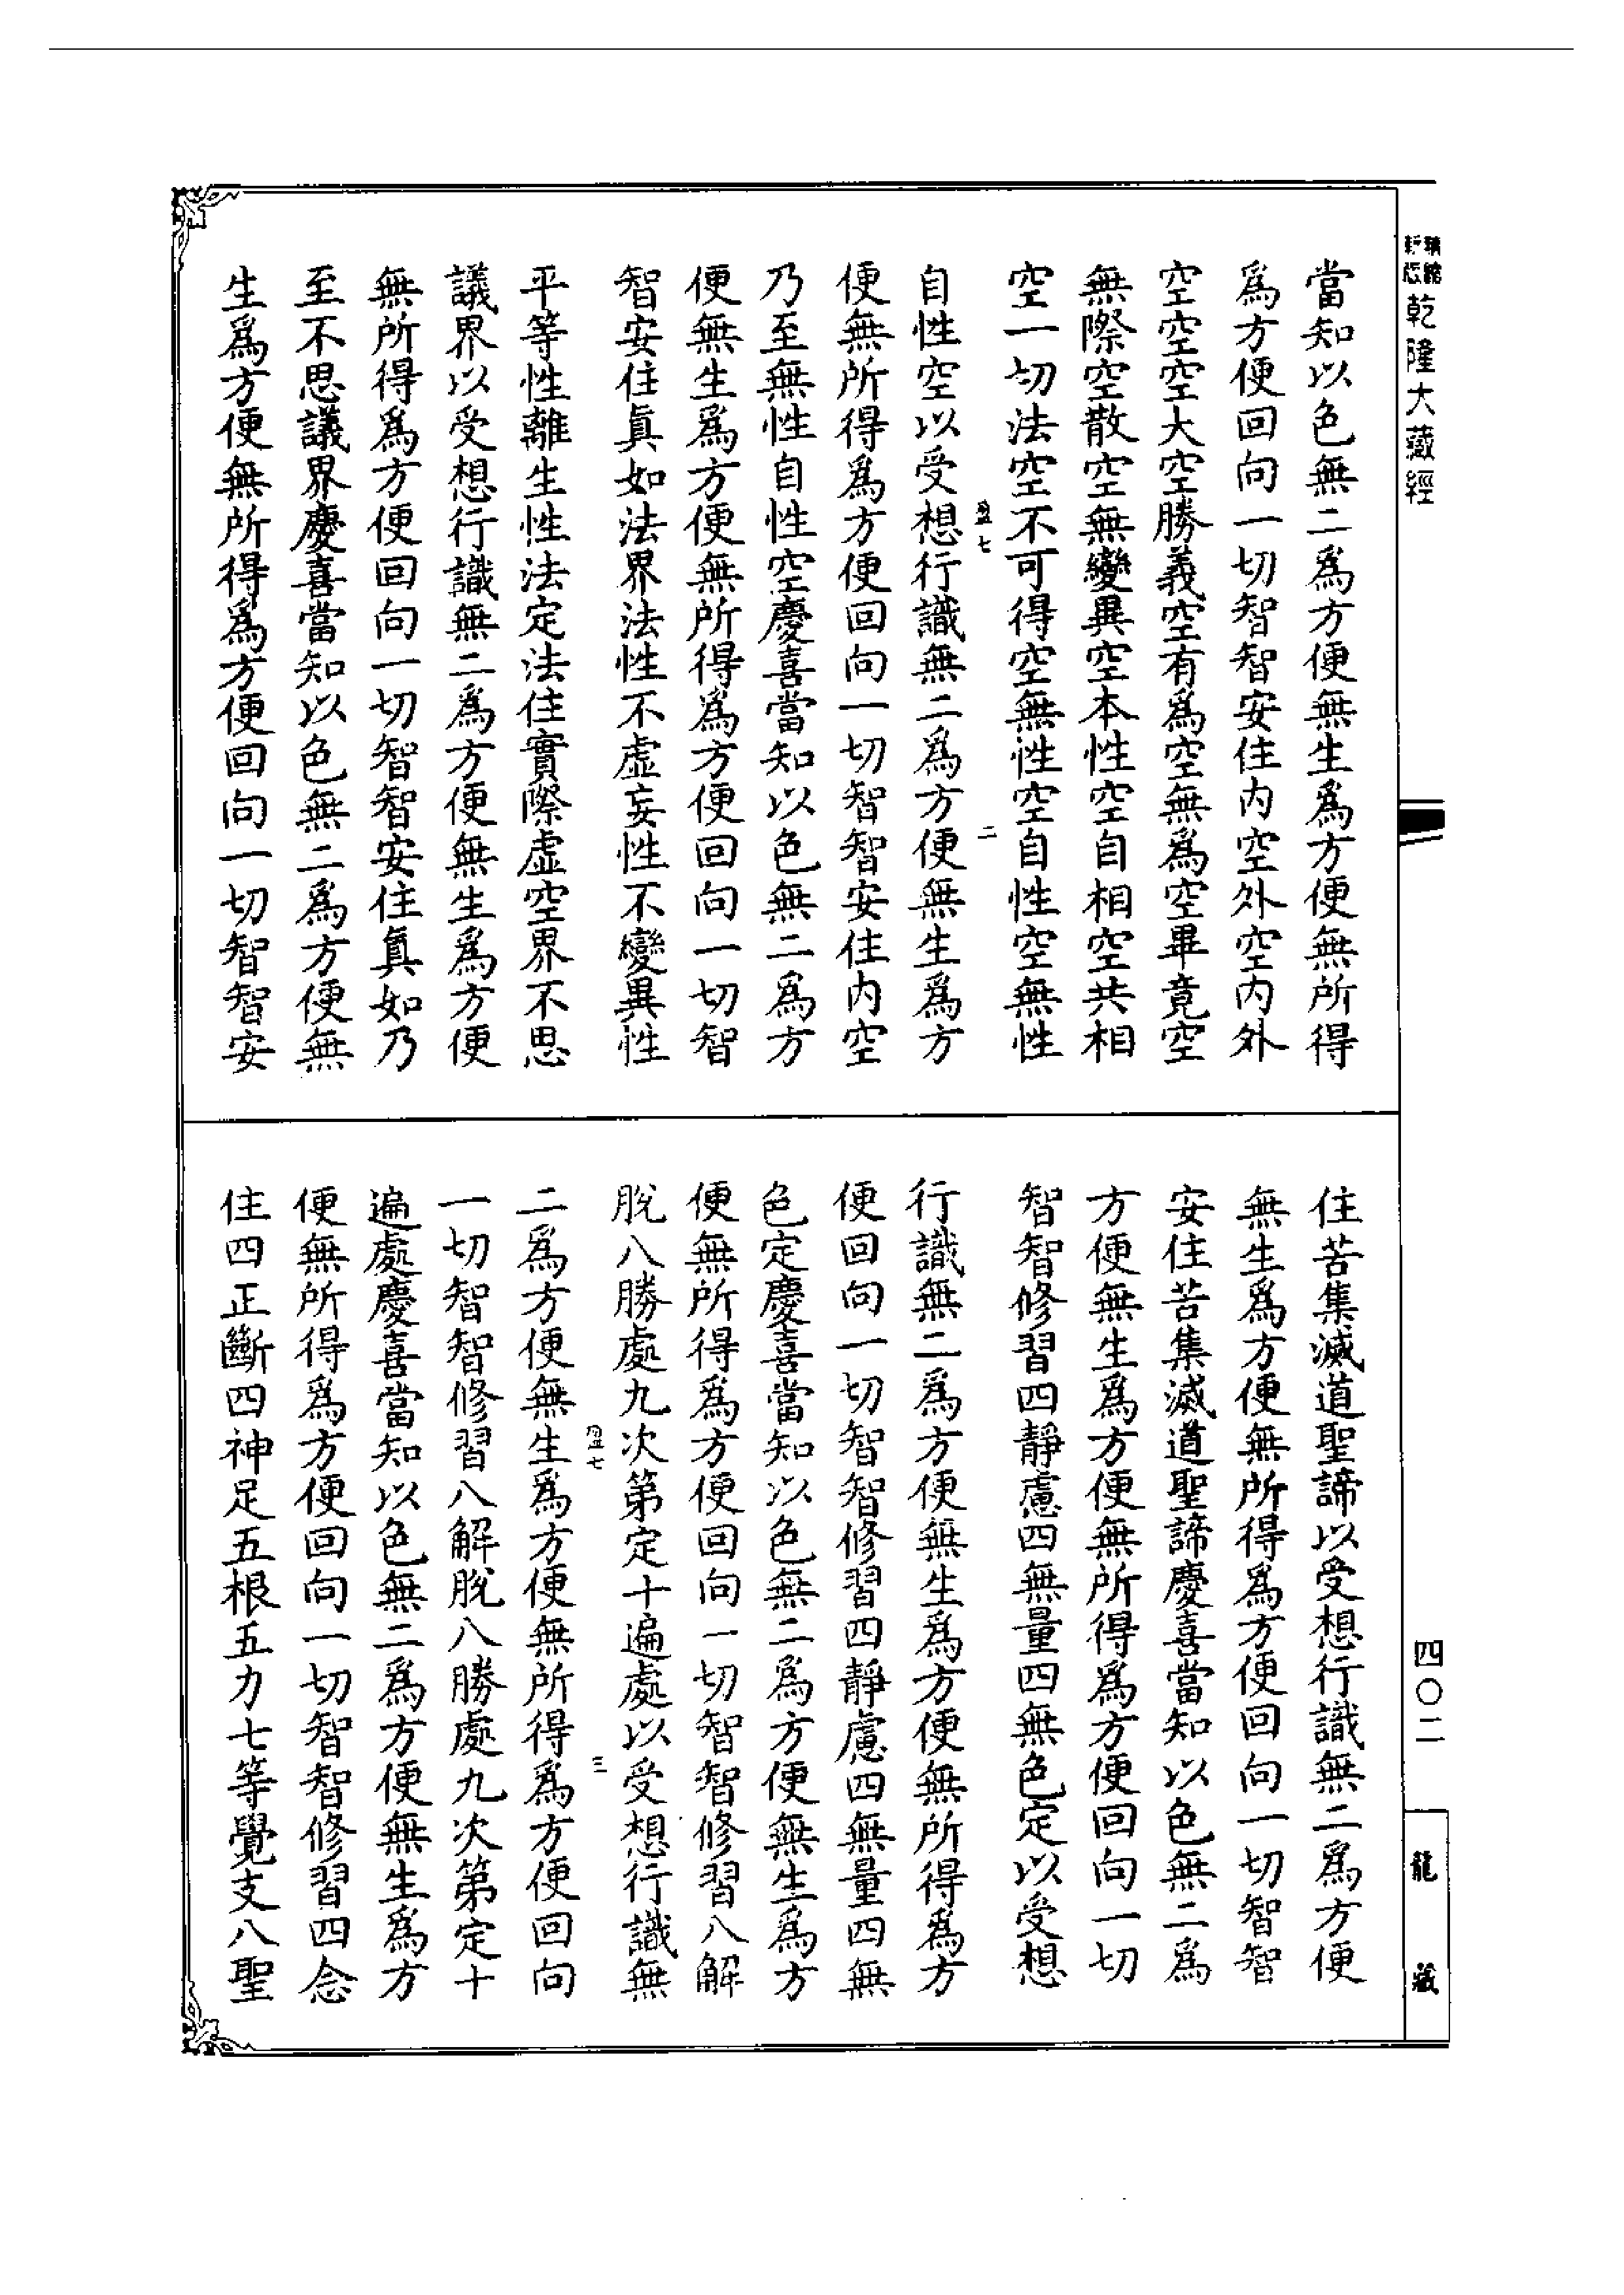 乾隆大藏經
當知以色無二爲方便無生爲方便無所得
爲方便回向一切智智安住内空外空内外
空空空大空勝義空有爲空無爲空畢竟空
無際空散空無變異空本性空自相空共相
空一切法空不可得空無性空自性空無性
盈七
二
自性空以受想行識無二爲方便無生爲方
便無所得爲方便回向一切智智安住内空
乃至無性自性空慶喜當知以色無二爲方
便無生爲方便無所得爲方便回向一切智
智安住真如法界法性不虛妄性不變異性
平等性離生性法定法住實際虛空界不思
議界以受想行識無二爲方便無生爲方便
無所得爲方便回向一切智智安住真如乃
至不思議界慶喜當知以色無二爲方便無
生爲方便無所得爲方便回向一切智智安
住苦集滅道聖諦以受想行識無二爲方便
無生爲方便無所得爲方便回向一切智智
安住苦集滅道聖諦慶喜當知以色無二爲
方便無生爲方便無所得爲方便回向一切
智智修習四靜慮四無量四無色定以受想
行識無二爲方便無生爲方便無所得爲方
便回向一切智智修習四靜慮四無量四無
色定慶喜當知以色無二爲方便無生爲方
便無所得爲方便回向一切智智修習八解
脫八勝處九次第定十遍處以受想行識無
盈七
三
二爲方便無生爲方便無所得爲方便回向
一切智智修習八解脫八勝處九次第定十
遍處慶喜當知以色無二爲方便無生爲方
便無所得爲方便回向一切智智修習四念
住四正斷四神足五根五力七等覺支八聖
四〇二
龍藏